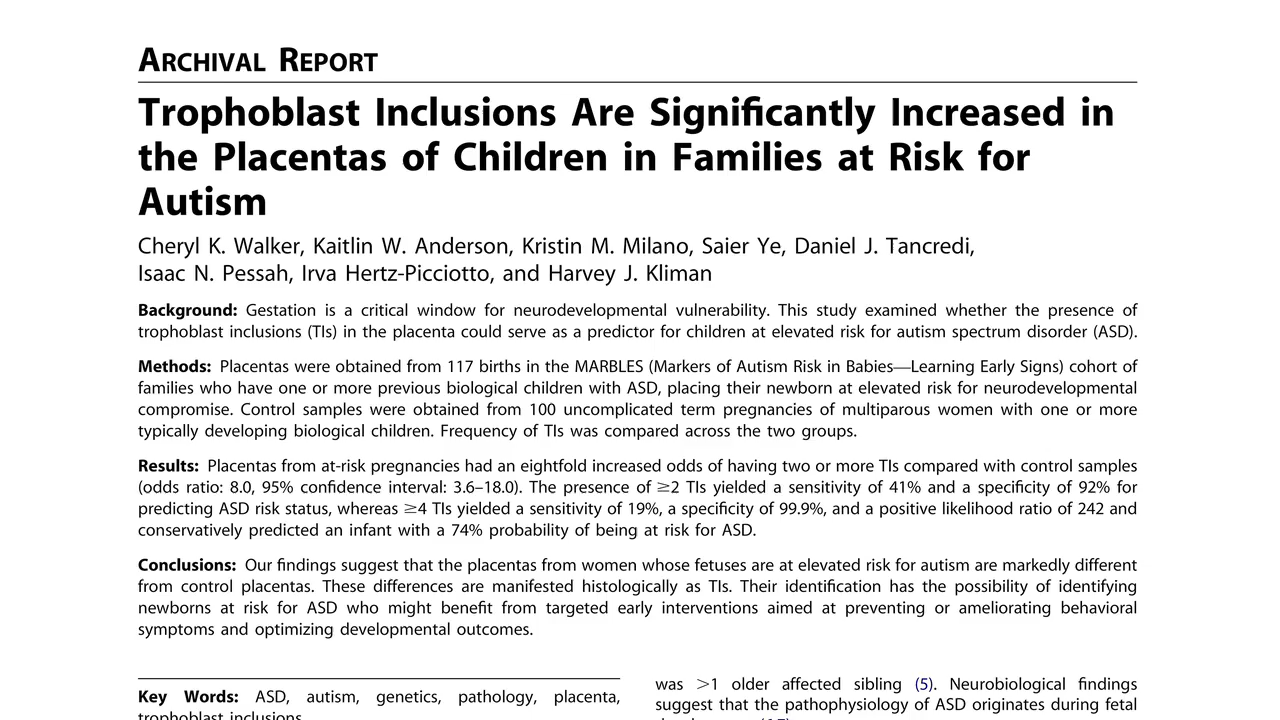 ARCHIVAL REPORT
Trophoblast Inclusions Are Significantly Increased in
the Placentas of Children in Families at Risk for
Autism
Cheryl K. Walker, Kaitlin W. Anderson, Kristin M. Milano, Saier Ye, Daniel J. Tancredi,
Isaac N. Pessah, Irva Hertz-Picciotto, and Harvey J. Kliman
Background: Gestation is a critical window for neurodevelopmental vulnerability. This study examined whether the presence of
trophoblast inclusions (TIs) in the placenta could serve as a predictor for children at elevated risk for autism spectrum disorder (ASD).
Methods: Placentas were obtained from 117 births in the MARBLES (Markers of Autism Risk in Babies—Learning Early Signs) cohort of
families who have one or more previous biological children with ASD, placing their newborn at elevated risk for neurodevelopmental
compromise. Control samples were obtained from 100 uncomplicated term pregnancies of multiparous women with one or more
typically developing biological children. Frequency of TIs was compared across the two groups.
Results: Placentas from at-risk pregnancies had an eightfold increased odds of having two or more TIs compared with control samples
(odds ratio: 8.0, 95% confidence interval: 3.6–18.0). The presence of ≥2 TIs yielded a sensitivity of 41% and a specificity of 92% for
predicting ASD risk status, whereas ≥4 TIs yielded a sensitivity of 19%, a specificity of 99.9%, and a positive likelihood ratio of 242 and
conservatively predicted an infant with a 74% probability of being at risk for ASD.
Conclusions: Our findings suggest that the placentas from women whose fetuses are at elevated risk for autism are markedly different
from control placentas. These differences are manifested histologically as TIs. Their identification has the possibility of identifying
newborns at risk for ASD who might benefit from targeted early interventions aimed at preventing or ameliorating behavioral
symptoms and optimizing developmental outcomes.
Key Words: ASD, autism, genetics, pathology, placenta,
trophoblast inclusions
was >1 older affected sibling (5). Neurobiological findings
suggest that the pathophysiology of ASD originates during fetal